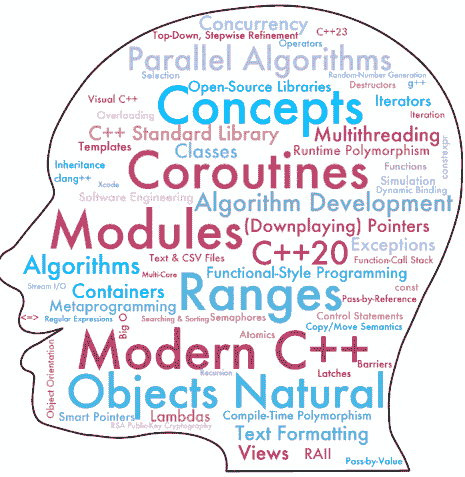 Concurrency
Top-Down, Stepwise Refinement
C++23
Operators
Parallel Algorithms
Selection
Random-Number Generation
Open-Source Libraries
Destructors
g++
Visual C++
Concepts
Iterators
Overloading
Iteration
C++ Standard Library
Multithreading
Templates
Classes
Runtime Polymorphism
constexpr
Inheritance
Coroutines
Functions
clang++
Xcode
Simulation
Dynamic Binding
Software Engineering
Algorithm Development
Modules
(Downplaying) Pointers
C++20
Exceptions
Algorithms
Text & CSV Files
Function-Call Stack
Multi-Core
Functional-Style Programming
Stream I/O
Containers
Ranges
const
Pass-by-Reference
Metaprogramming
<=>
Regular Expressions
Big O
Searching & Sorting
Semaphores
Control Statements
Copy/Move Semantics
Atomics
Modern C++
Object Orientation
Recursion
Barriers
Latches
Objects Natural
Smart Pointers
Lambdas
Compile-Time Polymorphism
RSA Public-Key Cryptography
Text Formatting
Views
RAII
Pass-by-Value